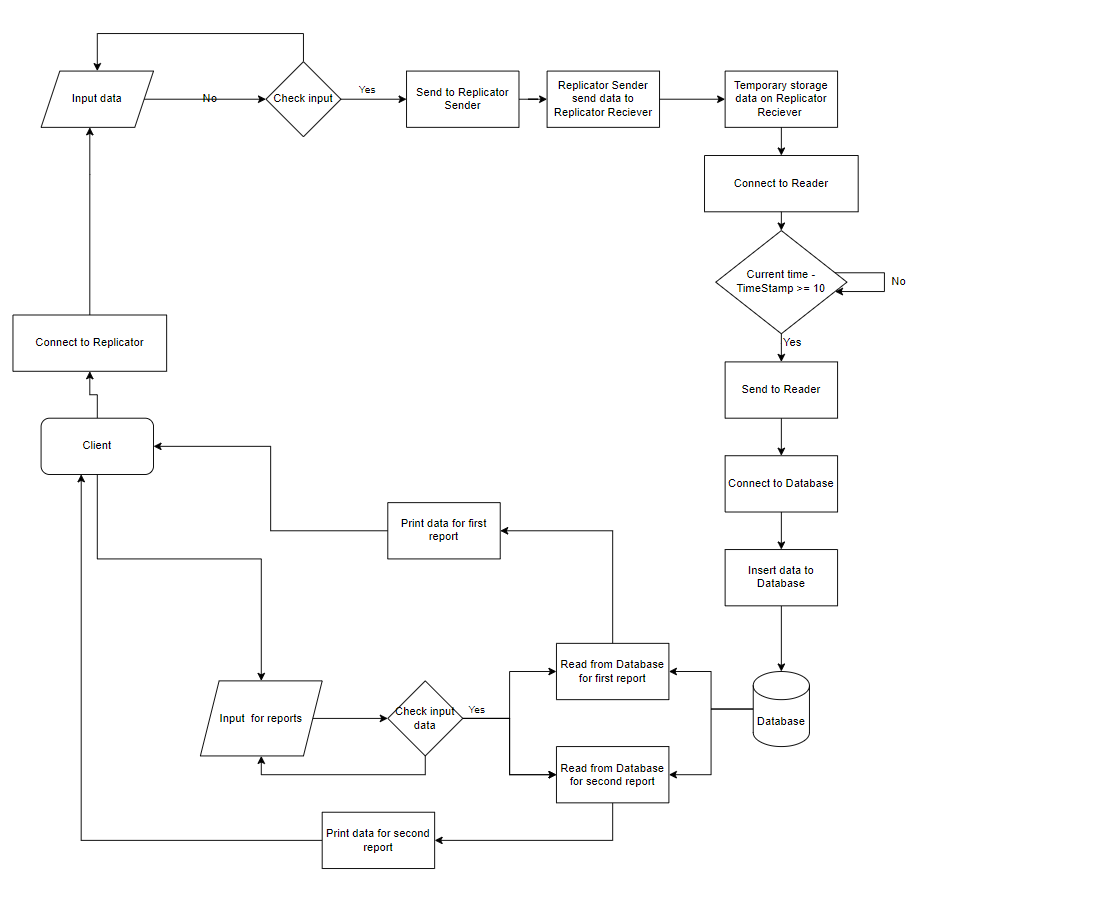 Input data
No
Check input
Yes
Send to Replicator
Sender
Replicator Sender
send data to
Replicator Reciever
Temporary storage
data on Replicator
Reciever
Connect to Reader
Current time -
TimeStamp >= 10
No
Yes
Connect to Replicator
Send to Reader
Client
Connect to Database
Print data for first
report
Insert data to
Database
Read from Database
for first report
Input for reports
Check input
data
Yes
Database
Read from Database
for second report
Print data for second
report